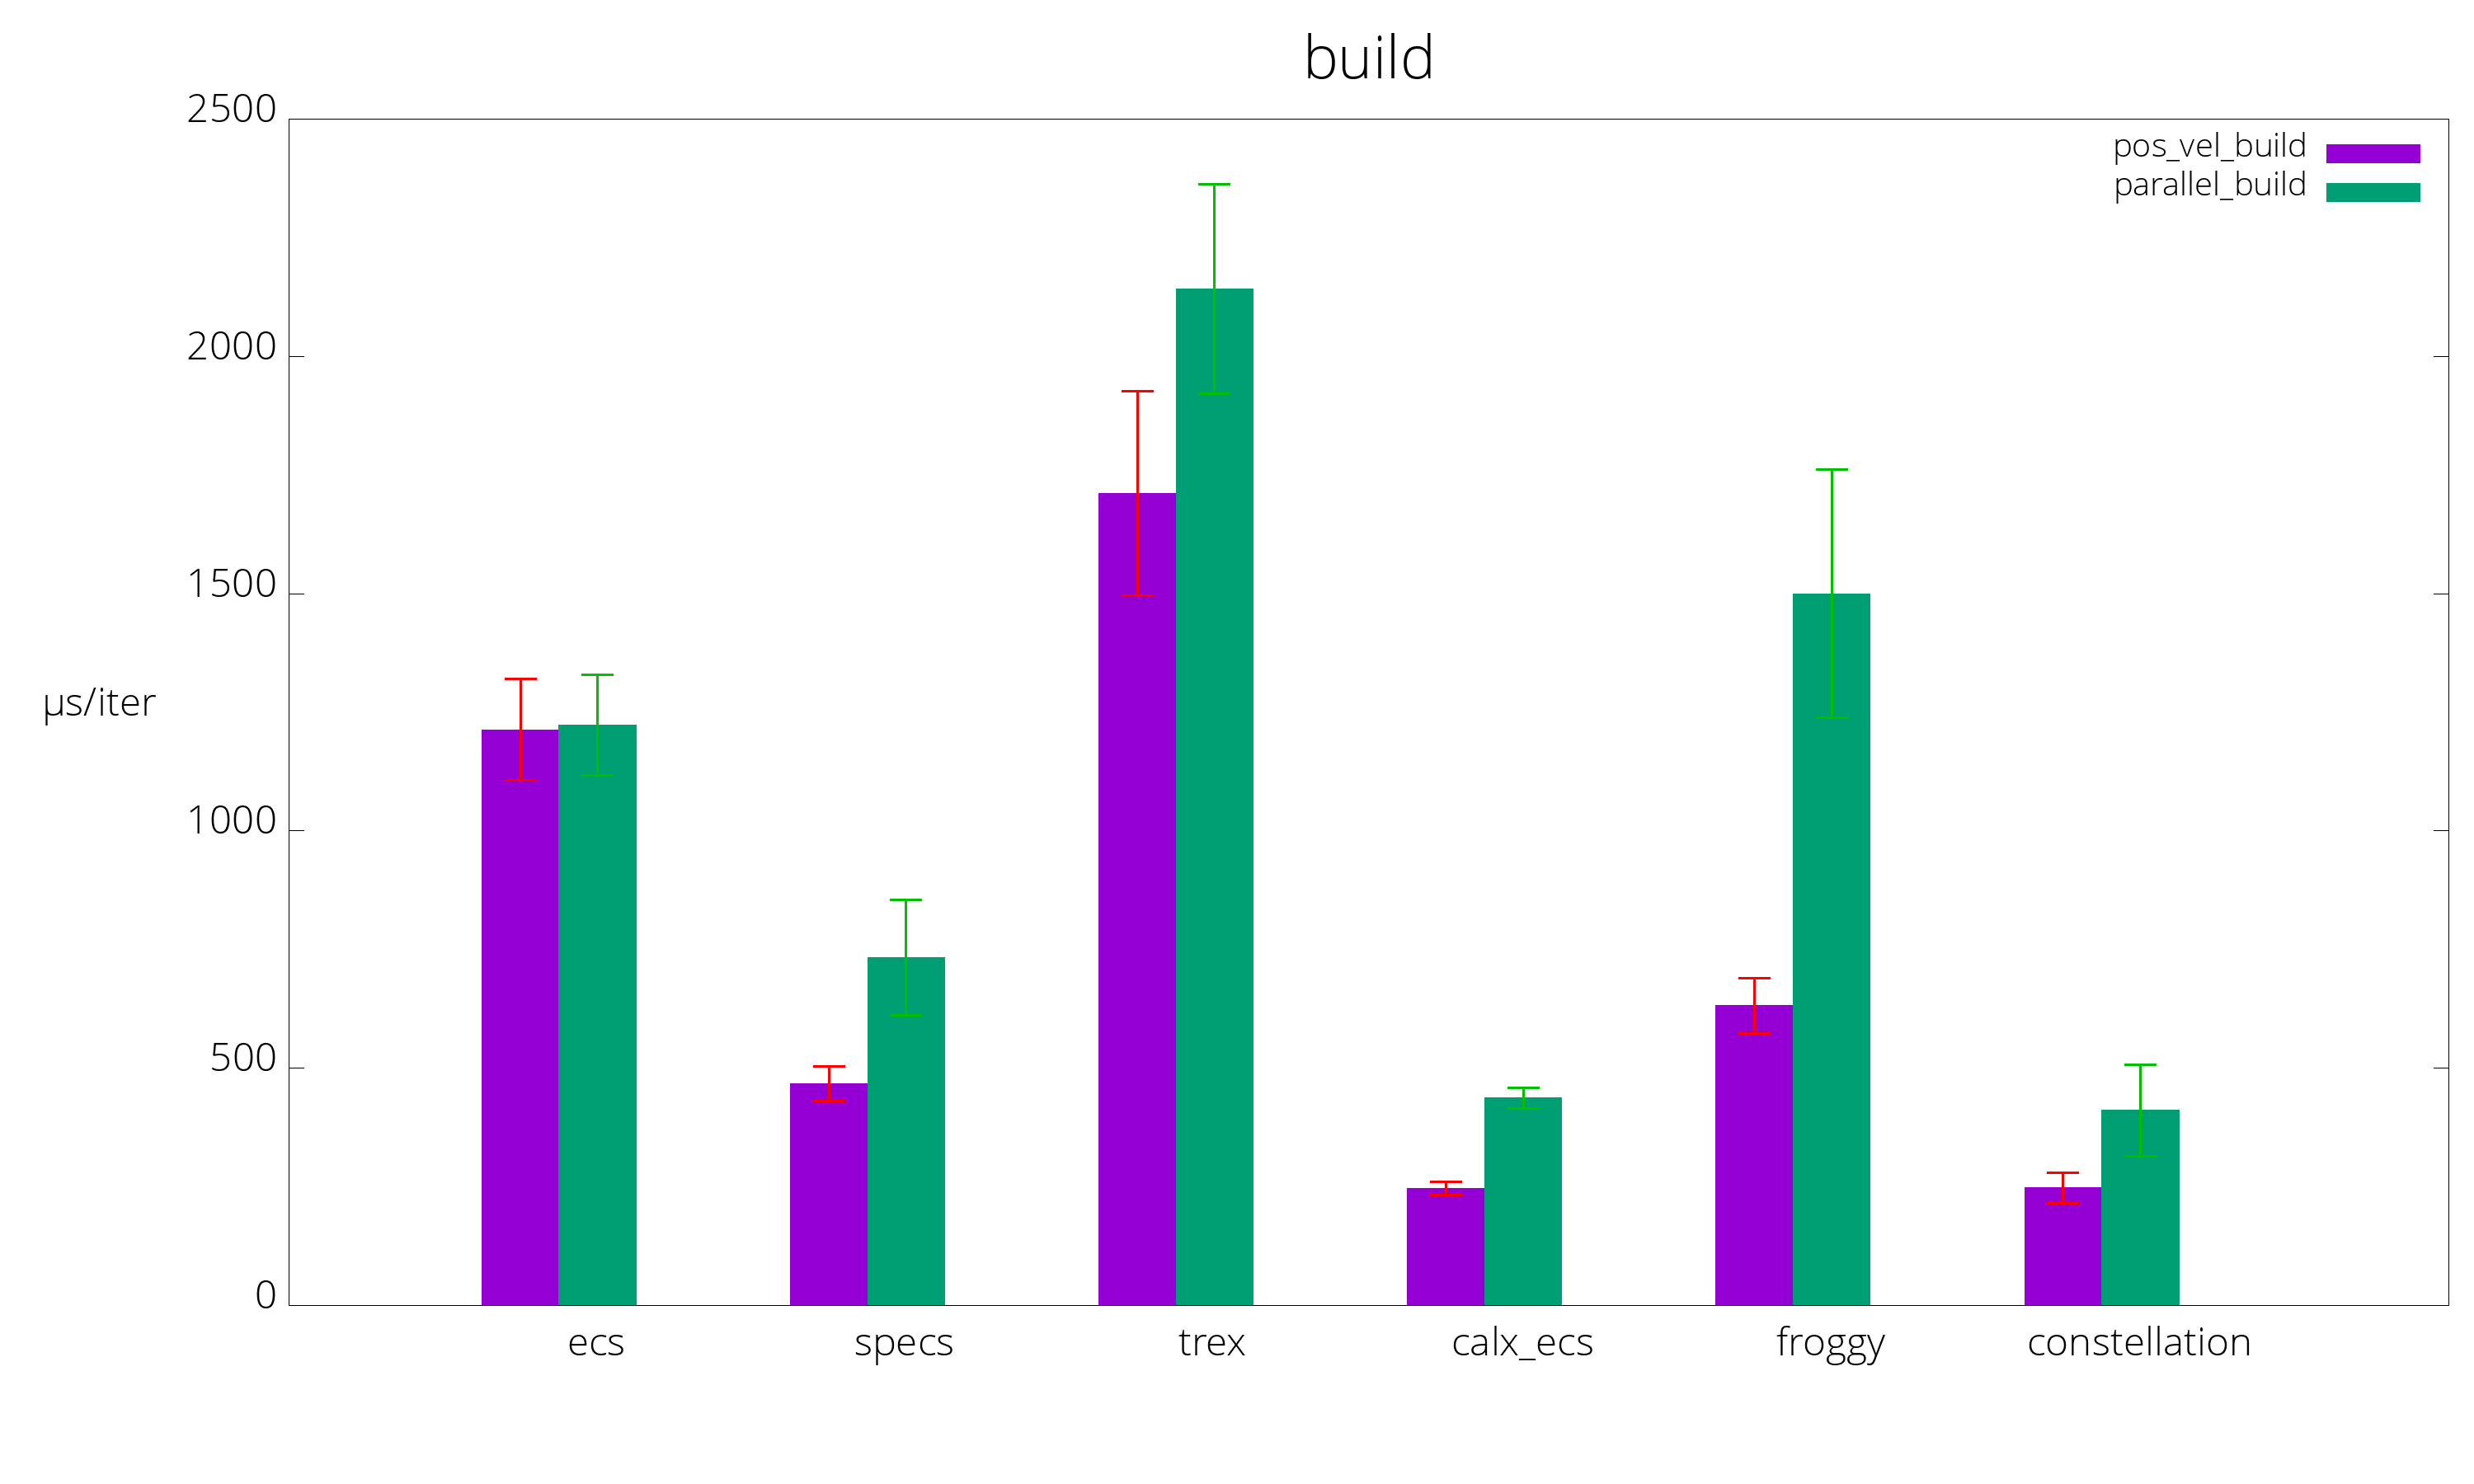 build
2500
pos_vel_build
parallel_build
2000
1500
µs/iter
1000
500
0
ecs specs trex calx_ecs froggy constellation